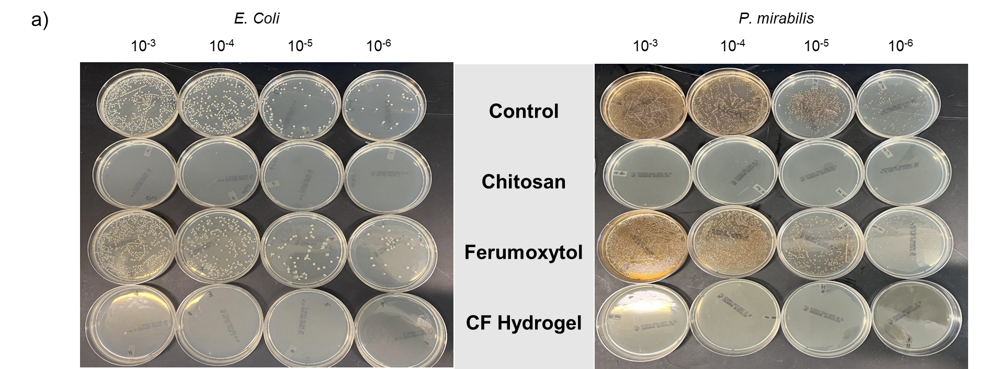 a)
E. Coli
P. mirabilis
10-3 10-4 10-5 10-6
10-3 10-4 10-5 10-6
Control
Chitosan
Ferumoxytol
CF Hydrogel